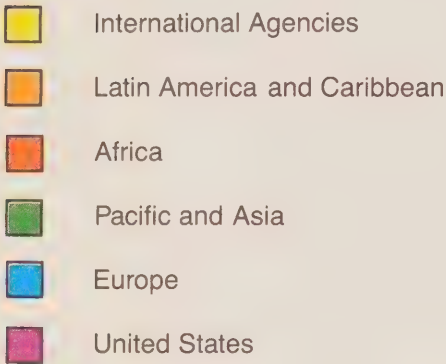 International Agencies
Latin America and Caribbean
Africa
Pacific and Asia
Europe
United States